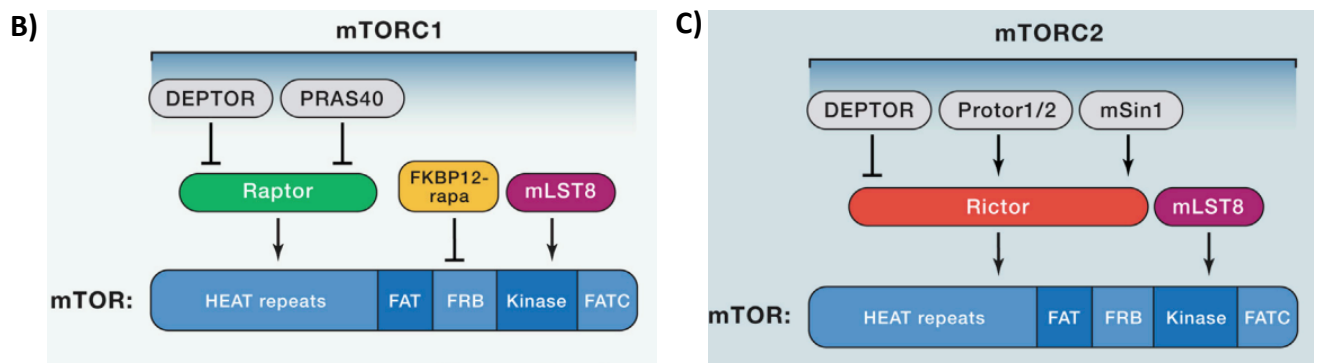 B)
mTORC1
DEPTOR
PRAS40
Raptor
FKBP12-
rapa
mLST8
mTOR:
HEAT repeats
FAT
FRB
Kinase
FATC
C)
mTORC2
DEPTOR
Protor1/2
mSin1
Rictor
mLST8
mTOR:
HEAT repeats
FAT
FRB
Kinase
FATC